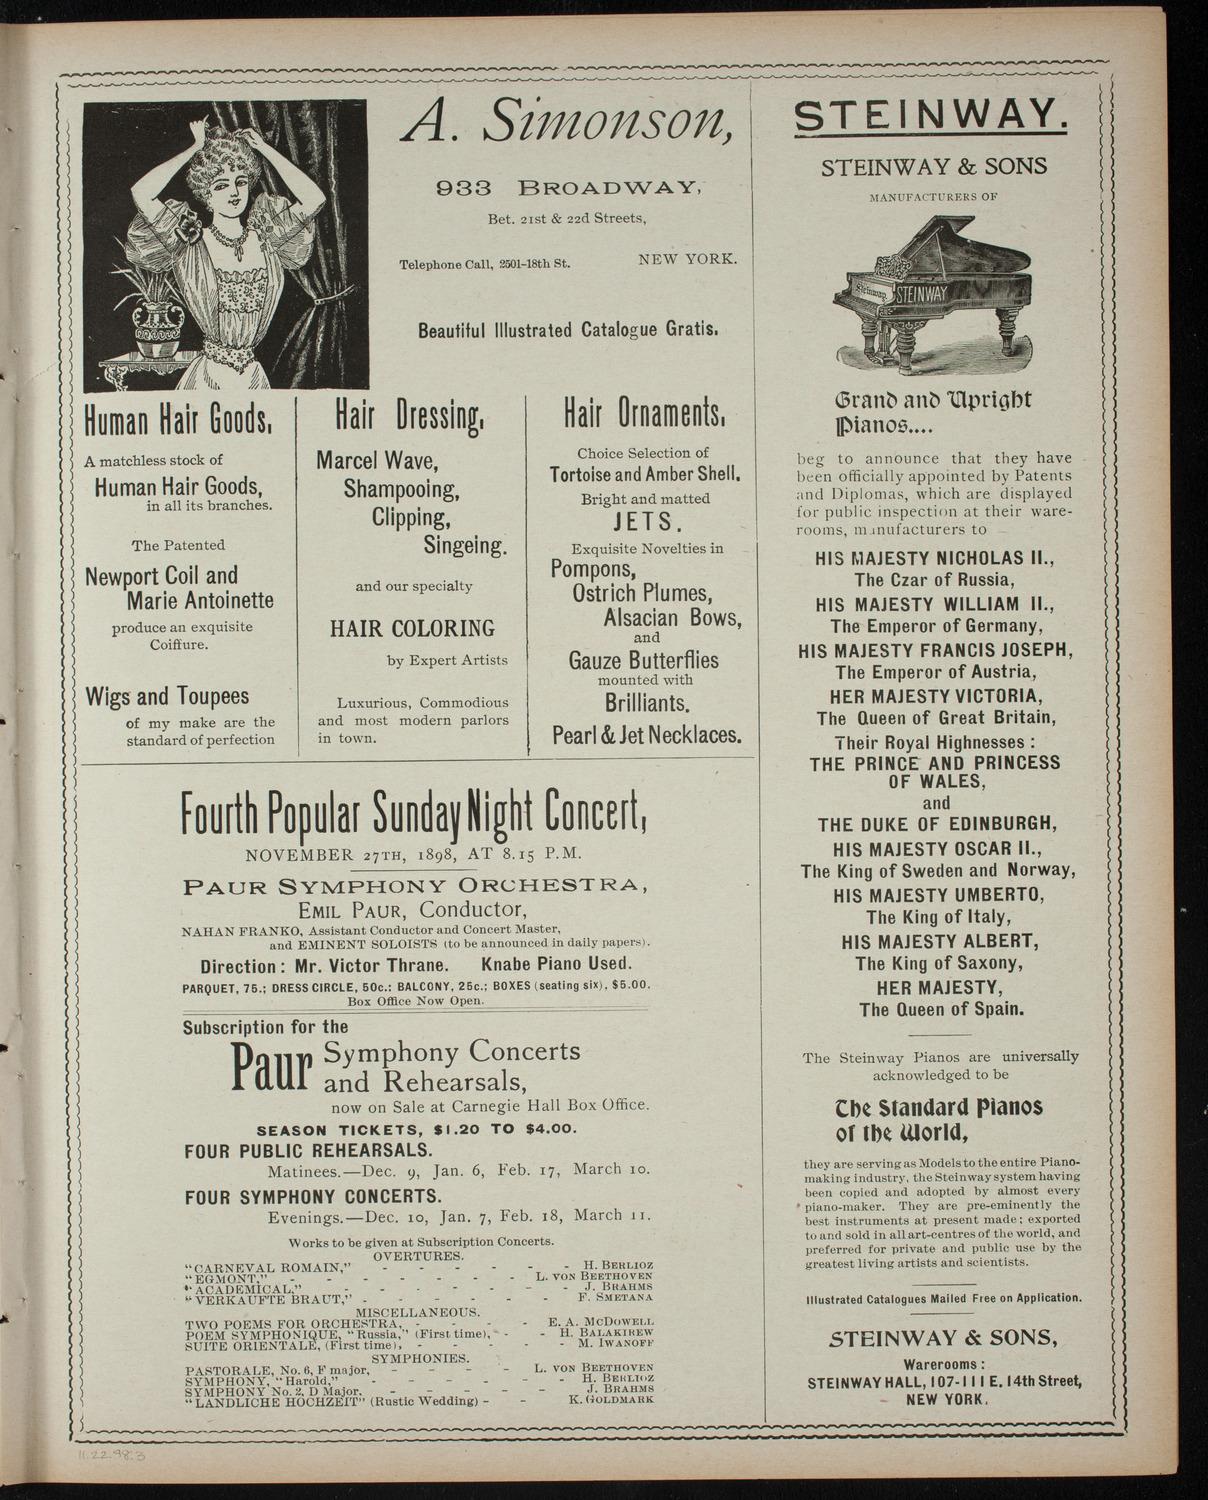 A. Simonson,
933 BROADWAY,
Bet. 21st & 22d Streets,
Telephone Call, 2501-18th St. NEW YORK.
Beautiful Illustrated Catalogue Gratis.
Human Hair Goods,
A matchless stock of
Human Hair Goods,
in all its branches.
The Patented
Newport Coil and
Marie Antoinette
produce an exquisite
Coiffure.
Wigs and Toupees
of my make are the
standard of perfection
Hair Dressing,
Marcel Wave,
Shampooing,
Clipping,
Singeing.
and our specialty
HAIR COLORING
by Expert Artists
Luxurious, Commodious
and most modern parlors
in town.
Hair Ornaments,
Choice Selection of
Tortoise and Amber Shell.
Bright and matted
JETS.
Exquisite Novelties in
Pompons,
Ostrich Plumes,
Alsacian Bows,
and
Gauze Butterflies
mounted with
Brilliants.
Pearl & Jet Necklaces.
Fourth Popular Sunday Night Concert,
NOVEMBER 27TH, 1898, AT 8.15 P.M.
PAUR SYMPHONY ORCHESTRA,
EMIL PAUR, Conductor,
NAHAN FRANKO, Assistant Conductor and Concert Master,
and EMINENT SOLOISTS (to be announced in daily papers).
Direction: Mr. Victor Thrane. Knabe Piano Used.
PARQUET, 75.; DRESS CIRCLE, 50c.; BALCONY, 25c.; BOXES (seating six), $5.00.
Box Office Now Open.
Subscription for the
Paur Symphony Concerts
and Rehearsals,
now on Sale at Carnegie Hall Box Office.
SEASON TICKETS, $1.20 TO $4.00.
FOUR PUBLIC REHEARSALS.
Matinees.—Dec. 9, Jan. 6, Feb. 17, March 10.
FOUR SYMPHONY CONCERTS.
Evenings.—Dec. 10, Jan. 7, Feb. 18, March 11.
Works to be given at Subscription Concerts.
OVERTURES.
"CARNEVAL ROMAIN," - - - - - - H. BERLIOZ
"EGMONT," - - - - - - - L. VON BEETHOVEN
"ACADEMICAL," - - - - - - - J. BRAHMS
"VERKAUFTE BRAUT," - - - - - - F. SMETANA
MISCELLANEOUS.
TWO POEMS FOR ORCHESTRA, - - - - E. A. McDOWELL
POEM SYMPHONIQUE, "Russia," (First time), - - H. BALAKIREW
SUITE ORIENTALE, (First time), - - - - - M. IWANOFF
SYMPHONIES.
PASTORALE, No. 6, F major, - - - - L. VON BEETHOVEN
SYMPHONY, "Harold," - - - - - - H. BERLIOZ
SYMPHONY No. 2, D Major, - - - - - - J. BRAHMS
"LANDLICHE HOCHZEIT" (Rustic Wedding) - - K. GOLDMARK
STEINWAY.
STEINWAY & SONS
MANUFACTURERS OF
Steinway
STEINWAY
Grand and Upright
Pianos....
beg to announce that they have
been officially appointed by Patents
and Diplomas, which are displayed
for public inspection at their ware-
rooms, manufacturers to
HIS MAJESTY NICHOLAS II.,
The Czar of Russia,
HIS MAJESTY WILLIAM II.,
The Emperor of Germany,
HIS MAJESTY FRANCIS JOSEPH,
The Emperor of Austria,
HER MAJESTY VICTORIA,
The Queen of Great Britain,
Their Royal Highnesses:
THE PRINCE AND PRINCESS
OF WALES,
and
THE DUKE OF EDINBURGH,
HIS MAJESTY OSCAR II.,
The King of Sweden and Norway,
HIS MAJESTY UMBERTO,
The King of Italy,
HIS MAJESTY ALBERT,
The King of Saxony,
HER MAJESTY,
The Queen of Spain.
The Steinway Pianos are universally
acknowledged to be
The Standard Pianos
of the World,
they are serving as Models to the entire Piano-
making industry, the Steinway system having
been copied and adopted by almost every
piano-maker. They are pre-eminently the
best instruments at present made; exported
to and sold in all art-centres of the world, and
preferred for private and public use by the
greatest living artists and scientists.
Illustrated Catalogues Mailed Free on Application.
STEINWAY & SONS,
Warerooms:
STEINWAY HALL, 107-111 E. 14th Street,
NEW YORK.
11.22.98.3